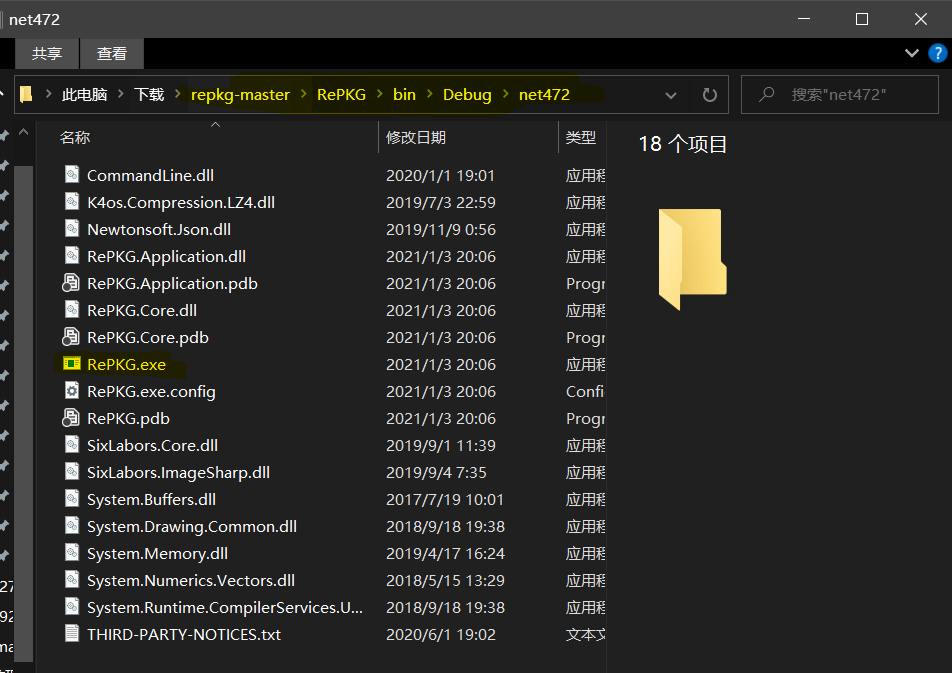 net472
共享 查看
此电脑 下载 repkg-master RePKG bin Debug net472 搜索"net472"
名称 修改日期 类型 18 个项目
CommandLine.dll 2020/1/1 19:01 应用程
K4os.Compression.LZ4.dll 2019/7/3 22:59 应用程
Newtonsoft.Json.dll 2019/11/9 0:56 应用程
RePKG.Application.dll 2021/1/3 20:06 应用程
RePKG.Application.pdb 2021/1/3 20:06 Progr
RePKG.Core.dll 2021/1/3 20:06 应用程
RePKG.Core.pdb 2021/1/3 20:06 Progr
RePKG.exe 2021/1/3 20:06 应用程
RePKG.exe.config 2021/1/3 20:06 Confi
RePKG.pdb 2021/1/3 20:06 Progr
SixLabors.Core.dll 2019/9/1 11:39 应用程
SixLabors.ImageSharp.dll 2019/9/4 7:35 应用程
System.Buffers.dll 2017/7/19 10:01 应用程
System.Drawing.Common.dll 2018/9/18 19:38 应用程
System.Memory.dll 2019/4/17 16:24 应用程
27
System.Numerics.Vectors.dll 2018/5/15 13:29 应用程
92
System.Runtime.CompilerServices.U... 2018/9/18 19:38 应用程
THIRD-PARTY-NOTICES.txt 2020/6/1 19:02 文本文